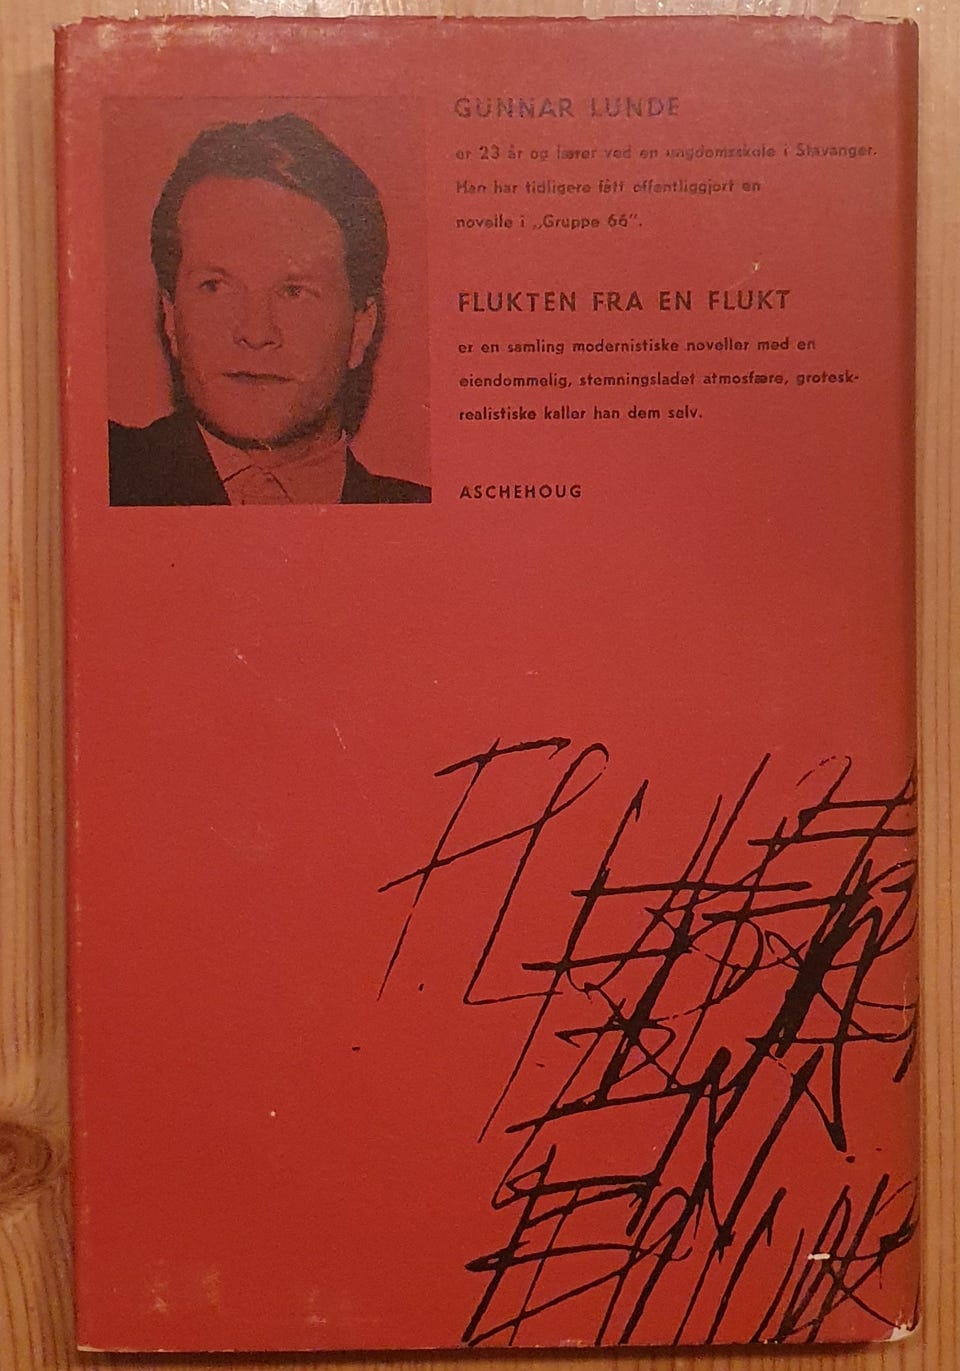 GUNNAR LUNDE
er 23 år og lærer ved en ungdomsskole i Stavanger.
Han har tidligere fått offentliggjort en
novelle i „Gruppe 66“.
FLUKTEN FRA EN FLUKT
er en samling modernistiske noveller med en
eiendommelig, stemningsladet atmosfære, grotesk-
realistiske kaller han dem selv.
ASCHEHOUG